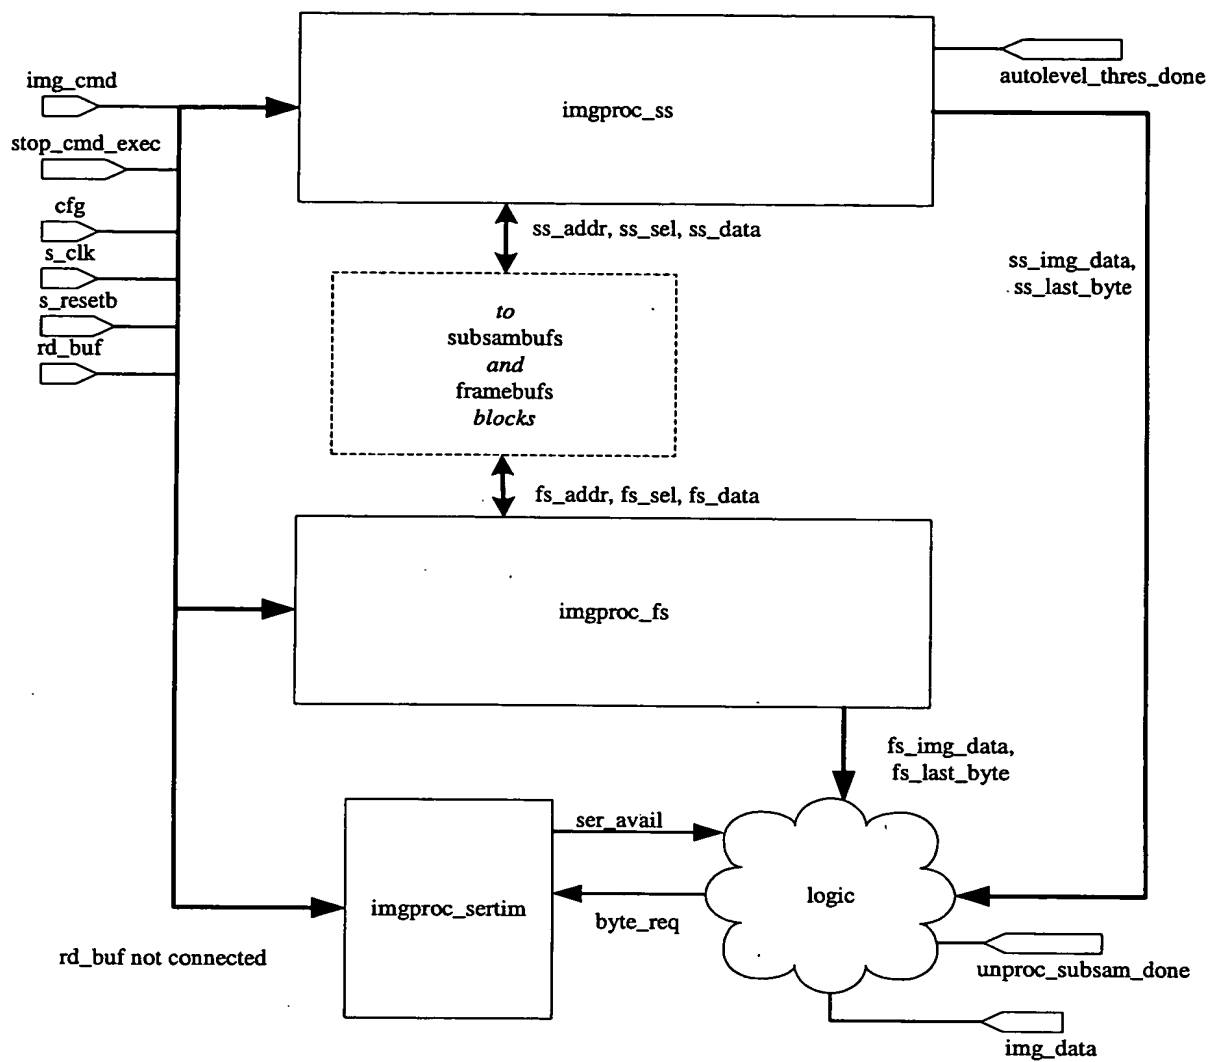 autolevel_thres_done
img_cmd
imgproc_ss
stop_cmd_exec
cfg
s_clk
s_resetb
rd_buf
ss_addr, ss_sel, ss_data
ss_img_data,
ss_last_byte
to
subsambufs
and
framebufs
blocks
fs_addr, fs_sel, fs_data
imgproc_fs
fs_img_data,
fs_last_byte
ser_avail
logic
imgproc_sertim
byte_req
rd_buf not connected
unproc_subsam_done
img_data